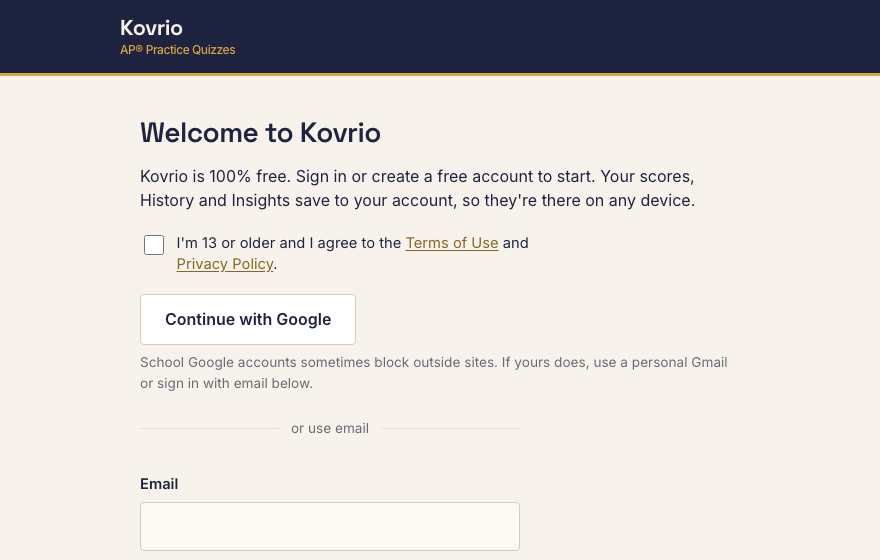 Kovrio
AP® Practice Quizzes
Welcome to Kovrio
Kovrio is 100% free. Sign in or create a free account to start. Your scores,
History and Insights save to your account, so they're there on any device.
I'm 13 or older and I agree to the Terms of Use and
Privacy Policy.
Continue with Google
School Google accounts sometimes block outside sites. If yours does, use a personal Gmail
or sign in with email below.
or use email
Email